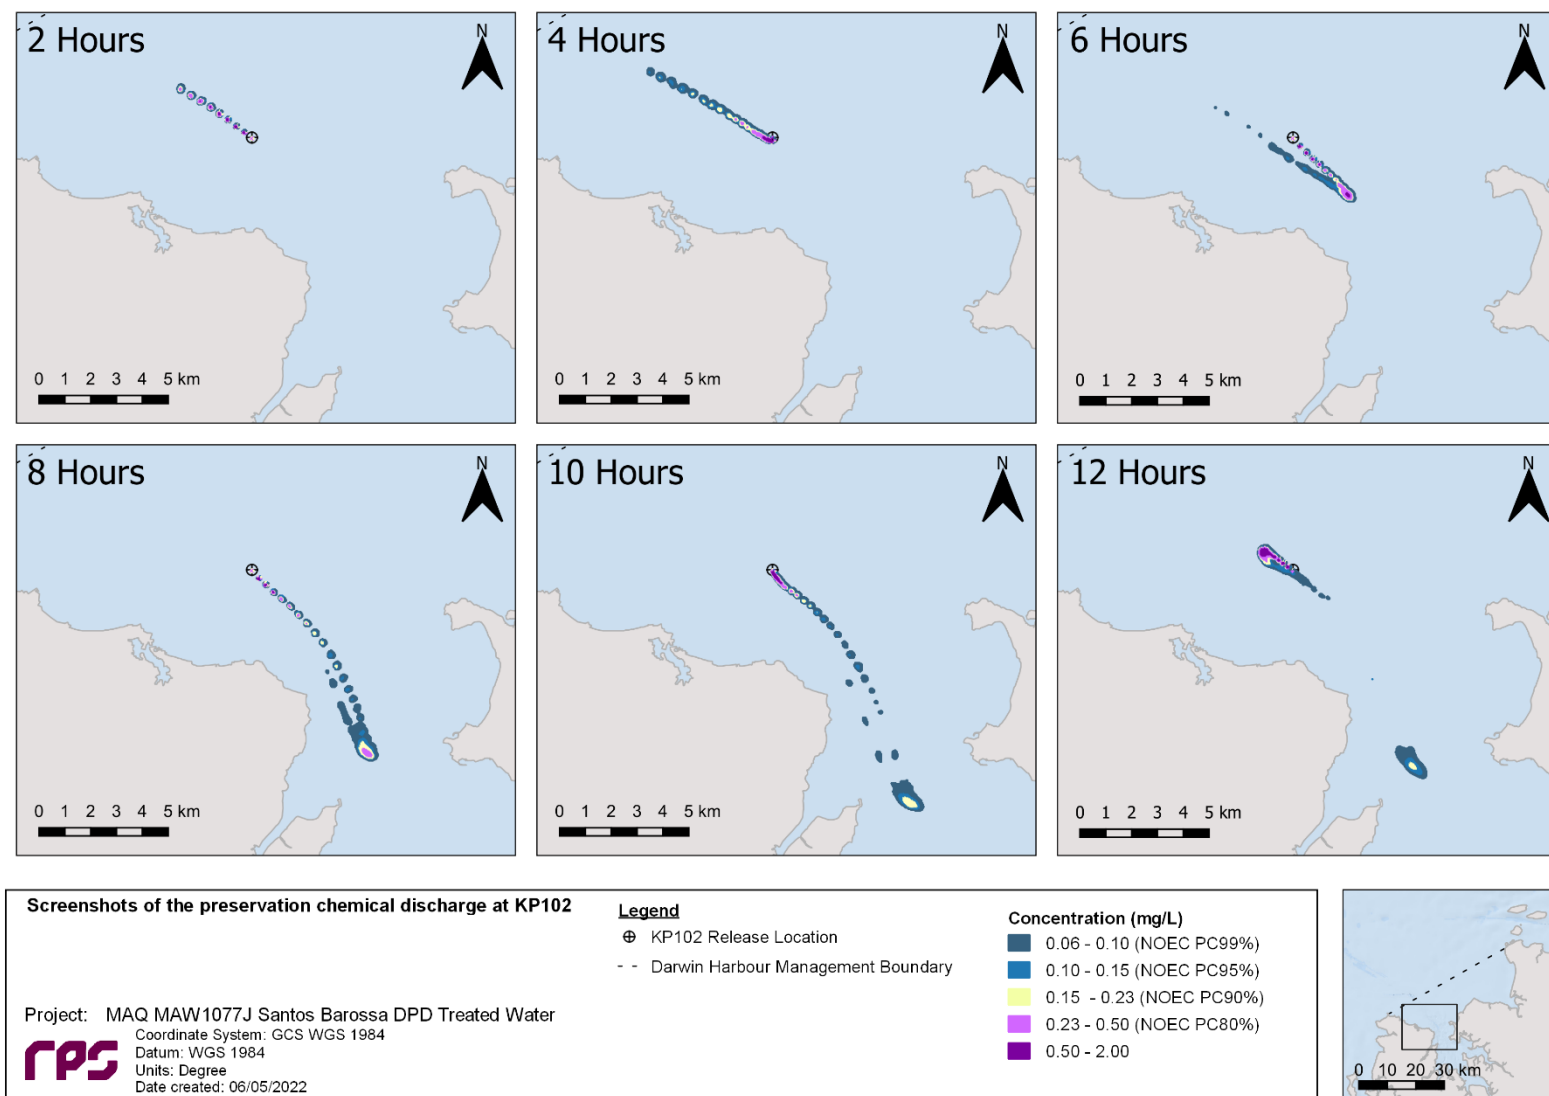 2 Hours
N
0 1 2 3 4 5 km
4 Hours
N
0 1 2 3 4 5 km
6 Hours
N
0 1 2 3 4 5 km
8 Hours
N
0 1 2 3 4 5 km
10 Hours
N
0 1 2 3 4 5 km
12 Hours
N
0 1 2 3 4 5 km
Screenshots of the preservation chemical discharge at KP102
Project: MAQ MAW1077J Santos Barossa DPD Treated Water
rps
Coordinate System: GCS WGS 1984
Datum: WGS 1984
Units: Degree
Date created: 06/05/2022
Legend
KP102 Release Location
Darwin Harbour Management Boundary
Concentration (mg/L)
0.06 - 0.10 (NOEC PC99%)
0.10 - 0.15 (NOEC PC95%)
0.15 - 0.23 (NOEC PC90%)
0.23 - 0.50 (NOEC PC80%)
0.50 - 2.00
0 10 20 30 km